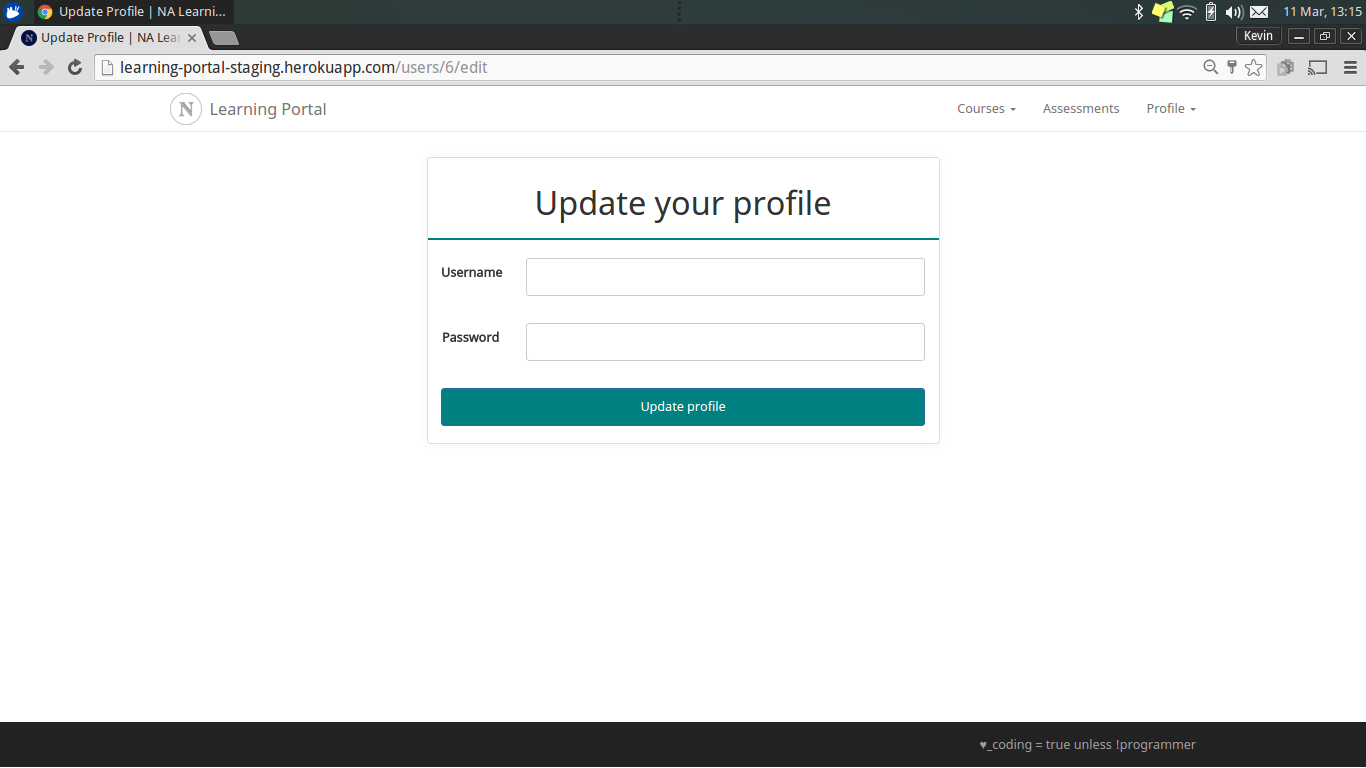 Update Profile | NA Learni...
11 Mar, 13:15
N Update Profile | NA Lear
Kevin
learning-portal-staging.herokuapp.com/users/6/edit
N Learning Portal
Courses
Assessments
Profile
Update your profile
Username
Password
Update profile
♥_coding = true unless !programmer